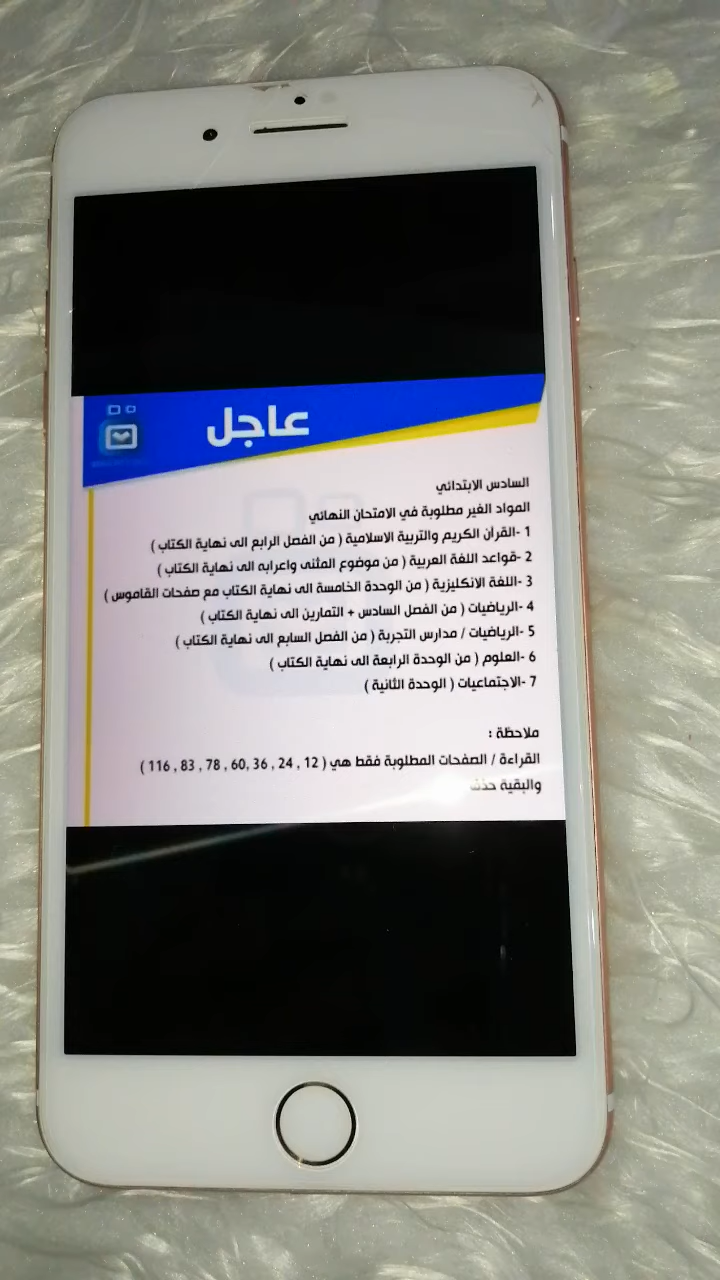 عاجل
السادس الابتدائي
المواد الغير مطلوبة في الامتحان النهائي
1 -القرآن الكريم والتربية الاسلامية ( من الفصل الرابع الى نهاية الكتاب )
2 -قواعد اللغة العربية ( من موضوع المثنى واعرابه الى نهاية الكتاب )
3 -اللغة الانكليزية ( من الوحدة الخامسة الى نهاية الكتاب مع صفحات القاموس )
4 -الرياضيات ( من الفصل السادس + التمارين الى نهاية الكتاب )
5 -الرياضيات / مدارس التجربة ( من الفصل السابع الى نهاية الكتاب )
6 -العلوم ( من الوحدة الرابعة الى نهاية الكتاب )
7 -الاجتماعيات ( الوحدة الثانية )
ملاحظة :
القراءة / الصفحات المطلوبة فقط هي ( 12 , 24 , 36 ,60 , 78 , 83 , 116 )
والبقية حذف